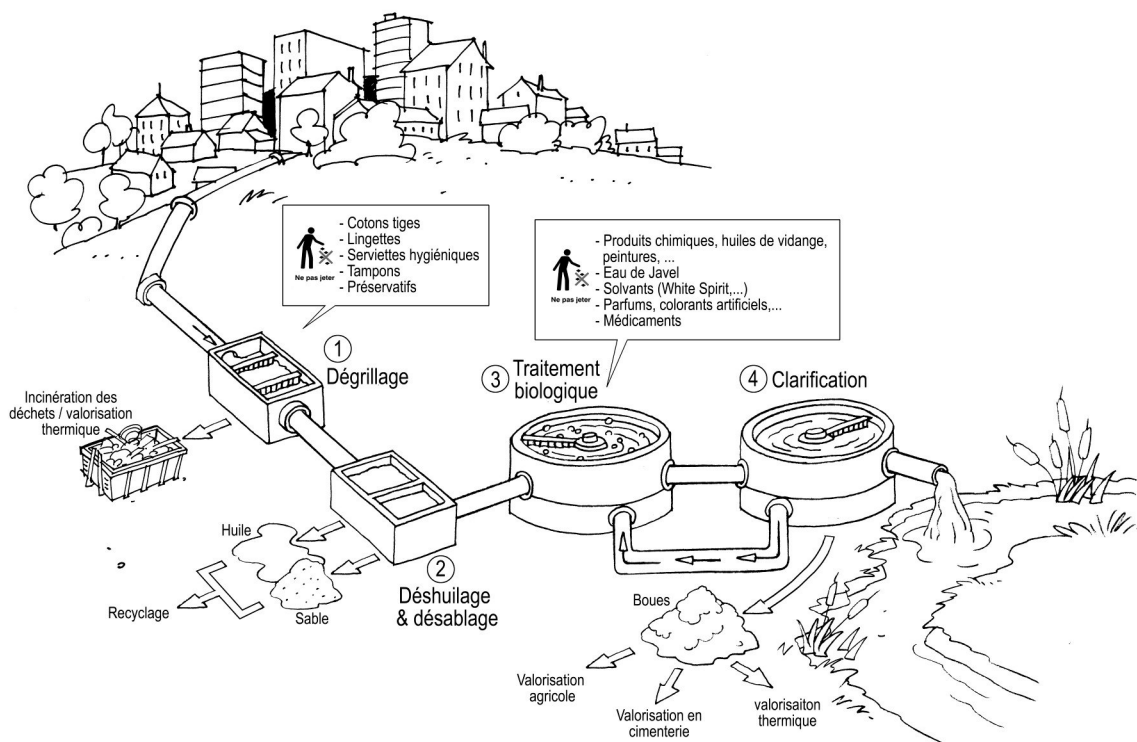 Ne pas jeter
- Cotons tiges
- Lingettes
- Serviettes hygiéniques
- Tampons
- Préservatifs
Ne pas jeter
- Produits chimiques, huiles de vidange,
peintures, ...
- Eau de Javel
- Solvants (White Spirit,...)
- Parfums, colorants artificiels,...
- Médicaments
1
Dégrillage
3 Traitement
biologique
4 Clarification
Incinération des
déchets / valorisation
thermique
Huile
Sable
Recyclage
2
Déshuilage
& désablage
Boues
Valorisation
agricole
Valorisation en
cimenterie
valorisaiton
thermique